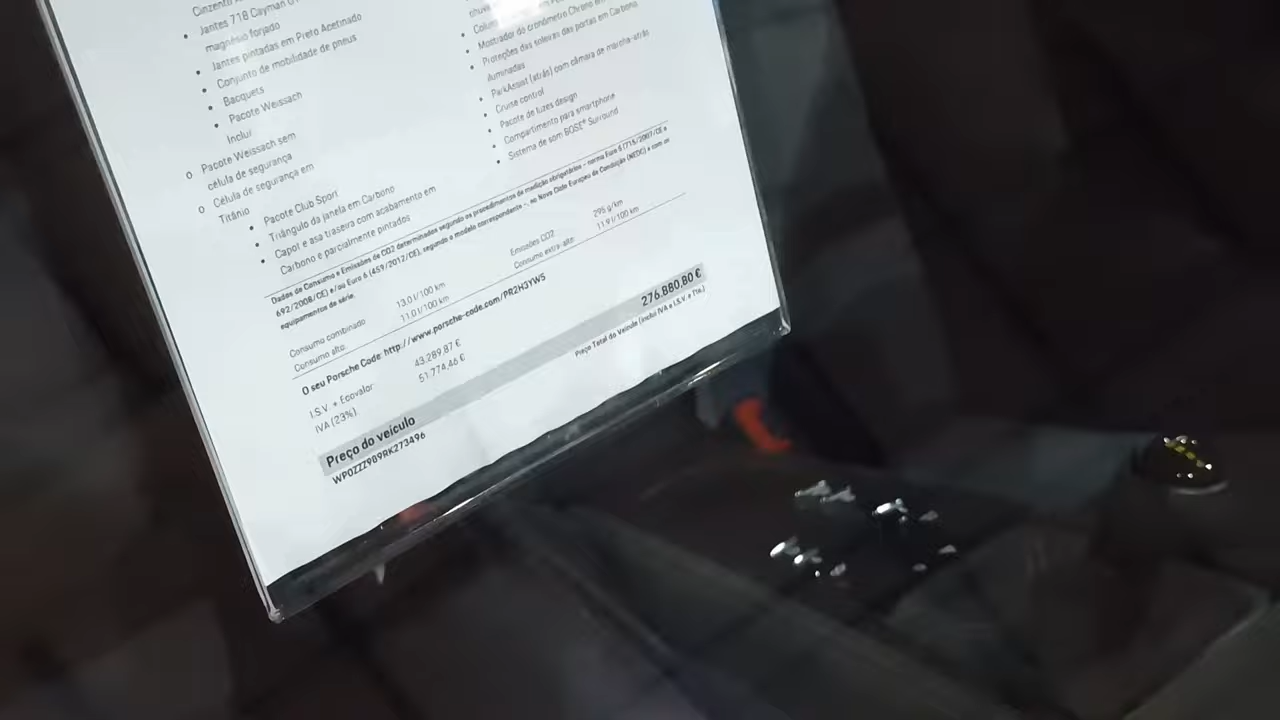 Cinzento
Jantes 718 Cayman
magnésio forjado
Jantes pintadas em Preto Acetinado
Conjunto de mobilidade de pneus
Bacquets
Pacote Weissach
Inclui
o Pacote Weissach sem
célula de segurança
o Célula de segurança em
Titânio
Pacote Club Sport
Triângulo da janela em Carbono
Capot e asa traseira com acabamento em
Carbono e parcialmente pintados
Mostrador do cronómetro Chrono em
Proteções das soleiras das portas em Carbono
iluminadas
ParkAssist (atrás) com câmara de marcha-atrás
Cruise control
Pacote de luzes design
Compartimento para smartphone
Sistema de som BOSE® Surround
Dados de Consumo e Emissões de CO2 determinados segundo os procedimentos de medição obrigatórios - norma Euro 5 (715/2007/CE e
692/2008/CE) e/ou Euro 6 (459/2012/CE), segundo o modelo correspondente -, no Novo Ciclo Europeu de Condução (NEDC) e com os
equipamentos de série.
Consumo combinado 13.0 l/100 km Emissões CO2 295 g/km
Consumo alto: 11.0 l/100 km Consumo extra-alto: 11.9 l/100 km
O seu Porsche Code: http://www.porsche-code.com/PR2H3YW5
I.S.V. + Ecovalor 43.289,87 €
IVA (23%) 51.774,46 €
Preço do veículo 276.880,80 €
WP0ZZZ989RK273496 Preço Total do Veículo (inclui IVA e I.S.V. e Tta.)